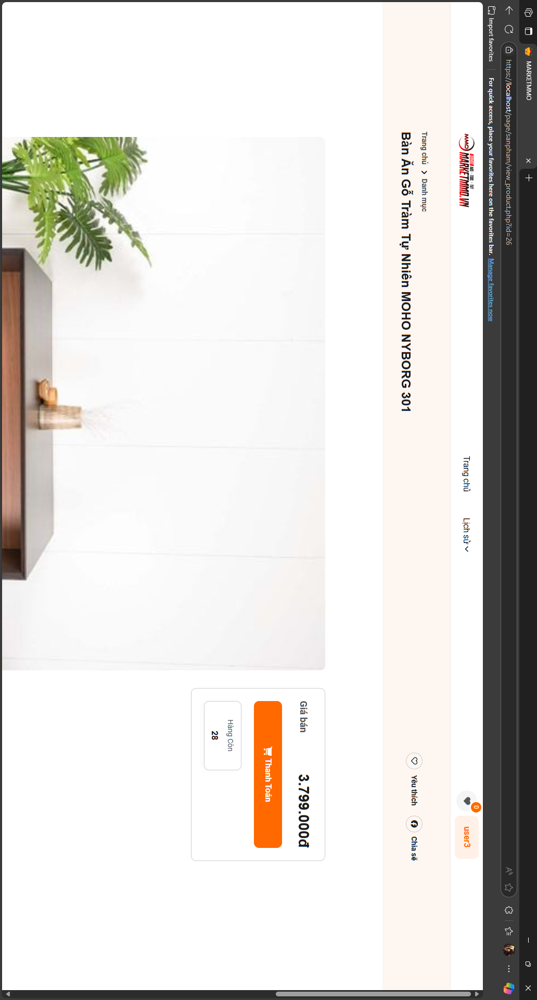 MARKETMMO
https://localhost/page/sanpham/view_product.php?id=26
Import favorites
For quick access, place your favorites here on the favorites bar. Manage favorites now
MMO
MARKETMMO.VN
Trang chủ
Lịch sử
0
user3
Trang chủ > Danh mục
Bàn Ăn Gỗ Tràm Tự Nhiên MOHO NYBORG 301
Yêu thích
Chia sẽ
Giá bán
3.799.000đ
Thanh Toán
Hàng Còn
28